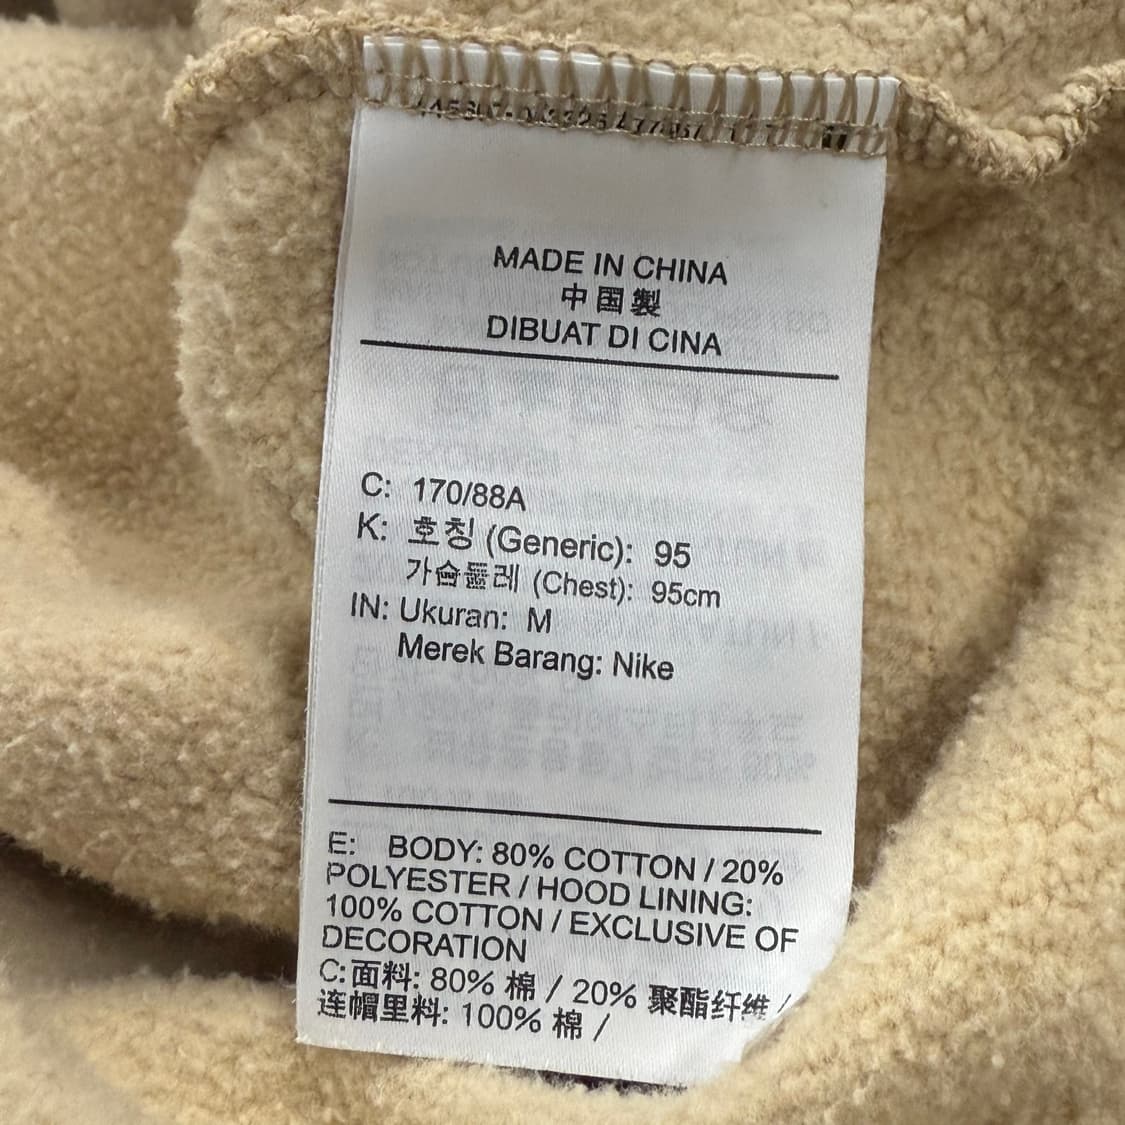 MADE IN CHINA
中国製
DIBUAT DI CINA
C: 170/88A
K: 호칭 (Generic): 95
가슴둘레 (Chest): 95cm
IN: Ukuran: M
Merek Barang: Nike
E: BODY: 80% COTTON / 20%
POLYESTER / HOOD LINING:
100% COTTON / EXCLUSIVE OF
DECORATION
C:面料: 80% 棉 / 20% 聚酯纤维 /
连帽里料: 100% 棉 /